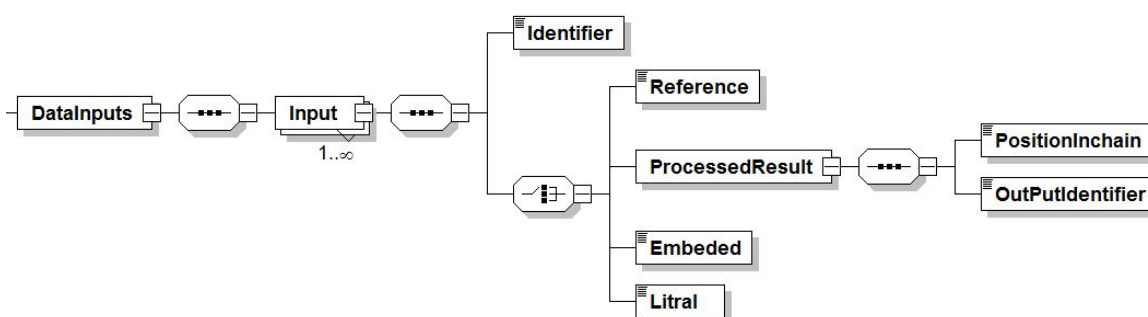 Identifier
Reference
DataInputs
Input
1..∞
ProcessedResult
PositionInchain
OutPutIdentifier
Embeded
Litral